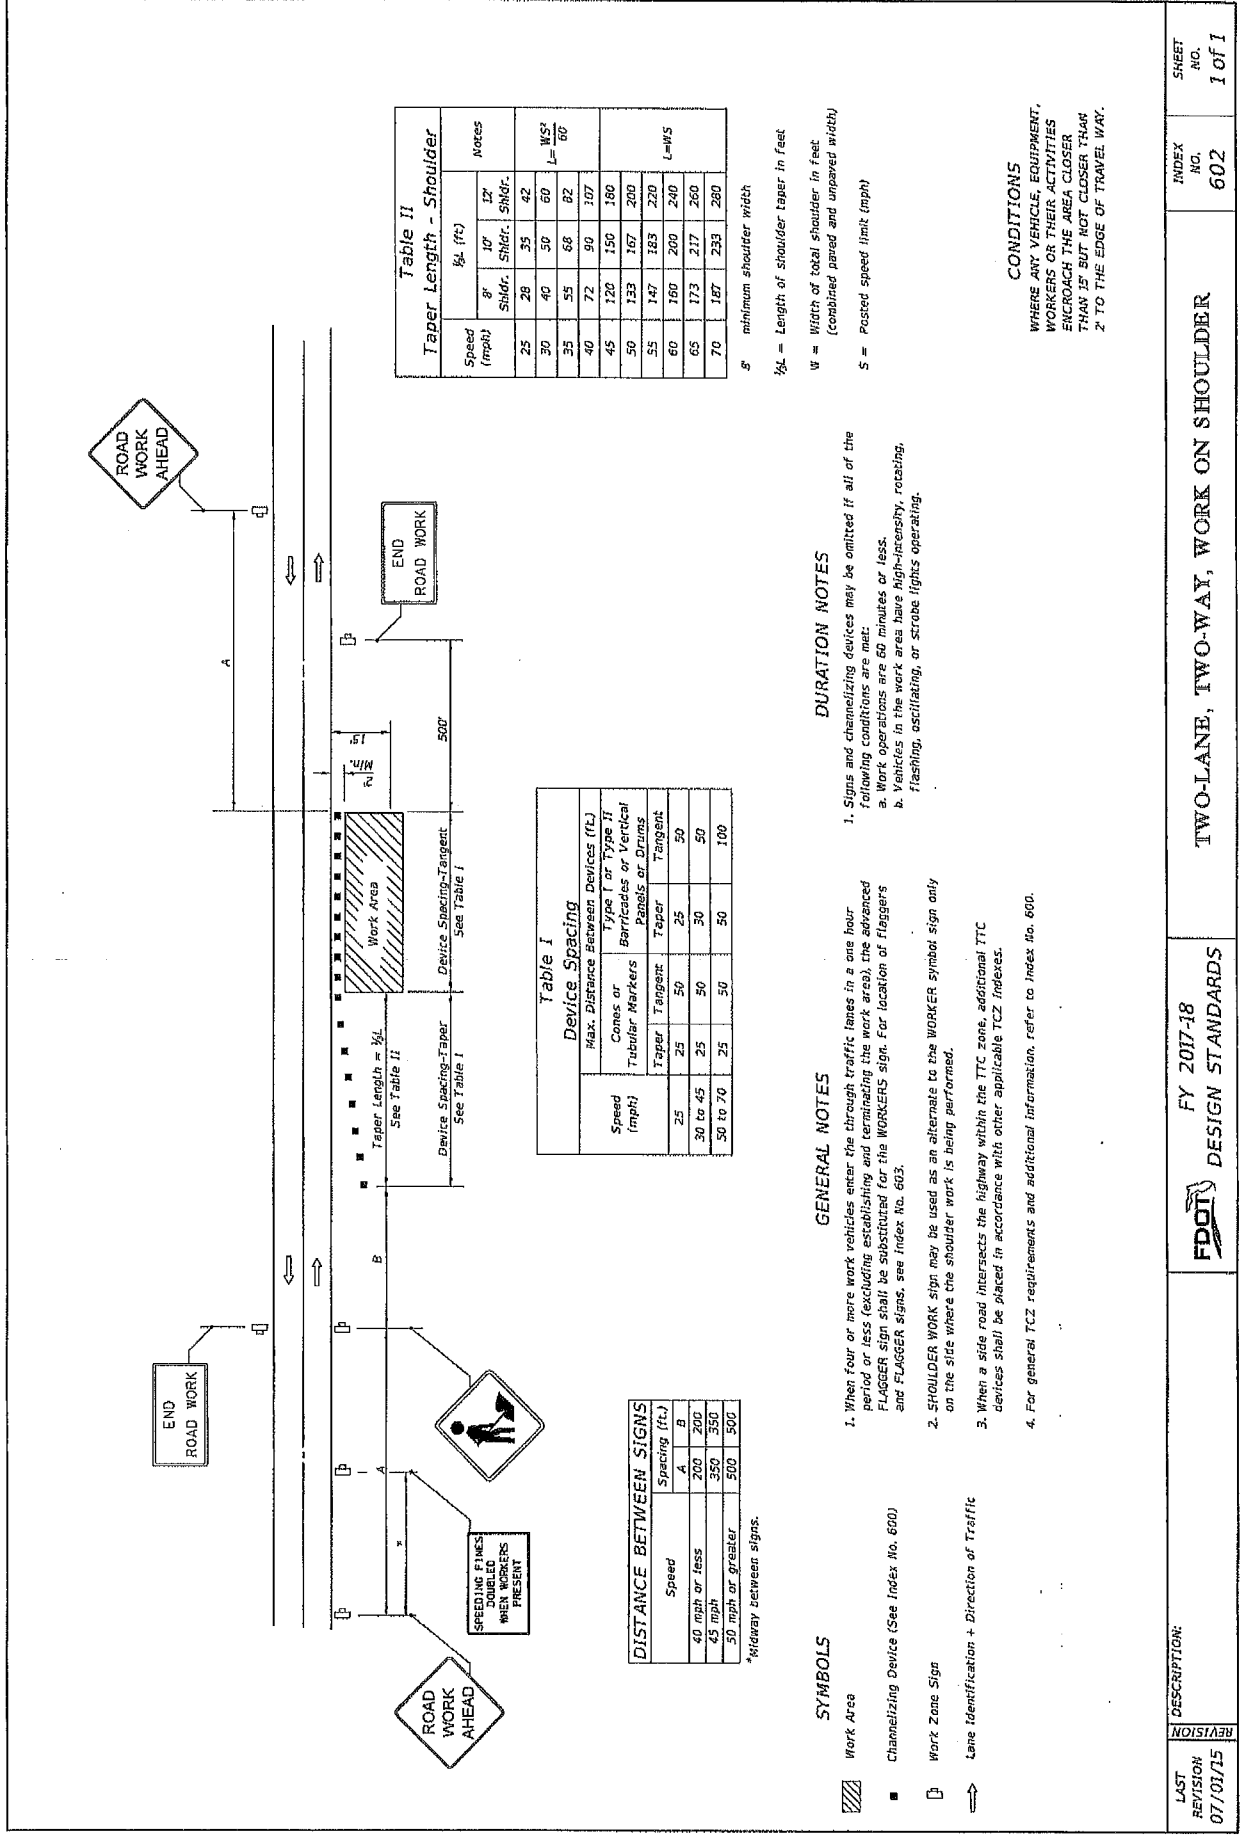 ROAD
WORK
AHEAD
END
ROAD WORK
SPEEDING FINES
DOUBLED
WHEN WORKERS
PRESENT
ROAD
WORK
AHEAD
END
ROAD WORK
*
A
B
A
Work Area
Taper Length = ⅓L
See Table II
Device Spacing-Taper
See Table I
Device Spacing-Tangent
See Table I
2'
Min.
15'
500'
DISTANCE BETWEEN SIGNS
Speed Spacing (ft.)
A B
40 mph or less 200 200
45 mph 350 350
50 mph or greater 500 500
*Midway between signs.
Table I
Device Spacing
Speed (mph) Max. Distance Between Devices (ft.)
Cones or Tubular Markers Type I or Type II Barricades or Vertical Panels or Drums
Taper Tangent Taper Tangent
25 25 50 25 50
30 to 45 25 50 30 50
50 to 70 25 50 50 100
Table II
Taper Length - Shoulder
Speed (mph) ⅓L (ft) Notes
8' Shldr. 10' Shldr. 12' Shldr.
25 28 35 42
30 40 50 60
35 55 68 82
40 72 90 107
L= WS²/60
45 120 150 180
50 133 167 200
55 147 183 220
60 160 200 240
65 173 217 260
70 187 233 280
L=WS
8' minimum shoulder width
⅓L = Length of shoulder taper in feet
W = Width of total shoulder in feet
(combined paved and unpaved width)
S = Posted speed limit (mph)
SYMBOLS
Work Area
Channelizing Device (See Index No. 600)
Work Zone Sign
Lane Identification + Direction of Traffic
GENERAL NOTES
1. When four or more work vehicles enter the through traffic lanes in a one hour
period or less (excluding establishing and terminating the work area), the advanced
FLAGGER sign shall be substituted for the WORKERS sign. For location of flaggers
and FLAGGER signs, see Index No. 603.
2. SHOULDER WORK sign may be used as an alternate to the WORKER symbol sign only
on the side where the shoulder work is being performed.
3. When a side road intersects the highway within the TTC zone, additional TTC
devices shall be placed in accordance with other applicable TCZ Indexes.
4. For general TCZ requirements and additional information, refer to Index No. 600.
DURATION NOTES
1. Signs and channelizing devices may be omitted if all of the
following conditions are met:
a. Work operations are 60 minutes or less.
b. Vehicles in the work area have high-intensity, rotating,
flashing, oscillating, or strobe lights operating.
CONDITIONS
WHERE ANY VEHICLE, EQUIPMENT,
WORKERS OR THEIR ACTIVITIES
ENCROACH THE AREA CLOSER
THAN 15' BUT NOT CLOSER THAN
2' TO THE EDGE OF TRAVEL WAY.
LAST
REVISION
07/01/15
REVISION
DESCRIPTION:
FDOT
FY 2017-18
DESIGN STANDARDS
TWO-LANE, TWO-WAY, WORK ON SHOULDER
INDEX
NO.
602
SHEET
NO.
1 of 1